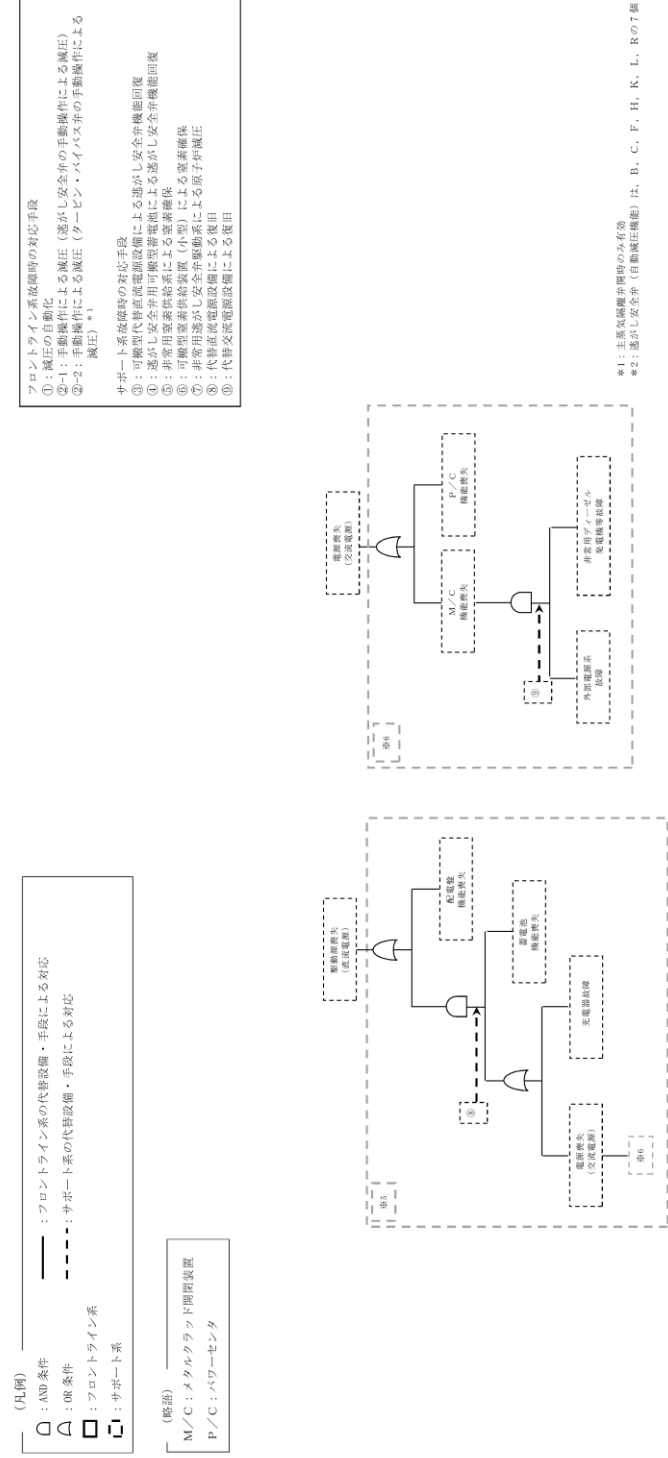 (凡例)
：AND 条件
：OR 条件
：フロントライン系
：サポート系
：フロントライン系の代替設備・手段による対応
：サポート系の代替設備・手段による対応
(略語)
M／C：メタルクラッド開閉装置
P／C：パワーセンタ
フロントライン系故障時の対応手段
①：減圧の自動化
②-1：手動操作による減圧（逃がし安全弁の手動操作による減圧）
②-2：手動操作による減圧（タービン・バイパス弁の手動操作による
減圧）＊1
サポート系故障時の対応手段
③：可搬型代替直流電源設備による逃がし安全弁機能回復
④：逃がし安全弁用可搬型蓄電池による逃がし安全弁機能回復
⑤：非常用窒素供給系による窒素確保
⑥：可搬型窒素供給装置（小型）による窒素確保
⑦：非常用逃がし安全弁駆動系による原子炉減圧
⑧：代替直流電源設備による復旧
⑨：代替交流電源設備による復旧
※5
駆動源喪失
(直流電源)
配電盤
機能喪失
⑧
蓄電池
機能喪失
電源喪失
(交流電源)
充電器故障
※6
※6
電源喪失
(交流電源)
M／C
機能喪失
P／C
機能喪失
⑨
外部電源系
故障
非常用ディーゼル
発電機等故障
＊1：主蒸気隔離弁開時のみ有効
＊2：逃がし安全弁（自動減圧機能）は，B，C，F，H，K，L，Rの7個